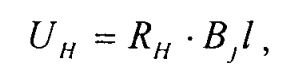 U_H = R_H · B_J l ,